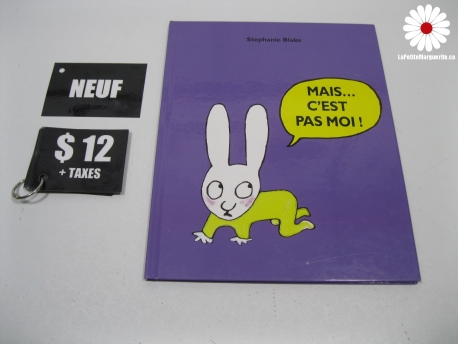 LaPetiteMarguerite.ca
Stephanie Blake
NEUF
MAIS...
C'EST
PAS MOI !
$ 12
+ TAXES